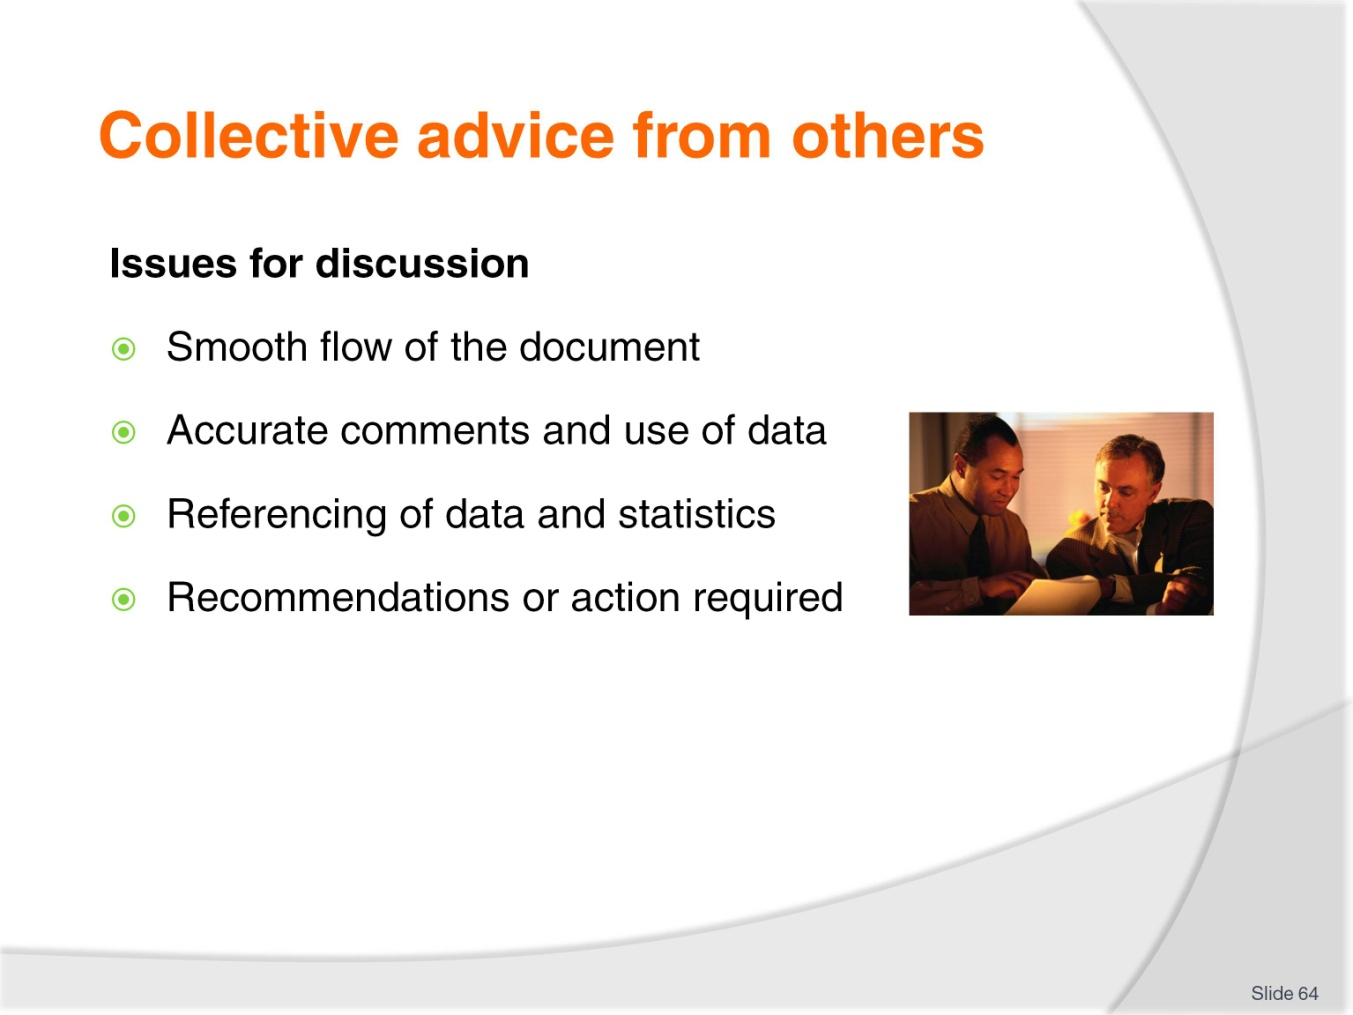 Collective advice from others
Issues for discussion
Smooth flow of the document
Accurate comments and use of data
Referencing of data and statistics
Recommendations or action required
Slide 64